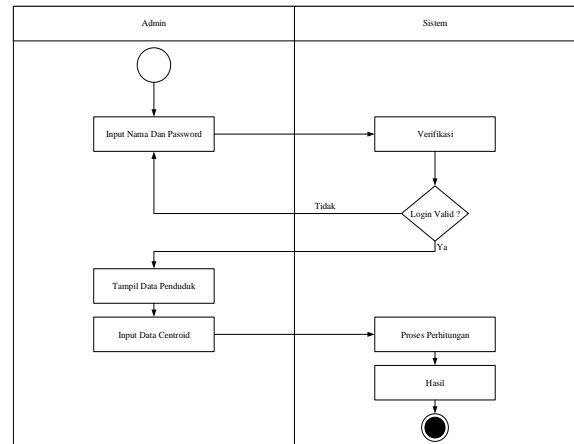 Admin
Sistem
Input Nama Dan Password
Verifikasi
Login Valid ?
Tidak
Ya
Tampil Data Penduduk
Input Data Centroid
Proses Perhitungan
Hasil